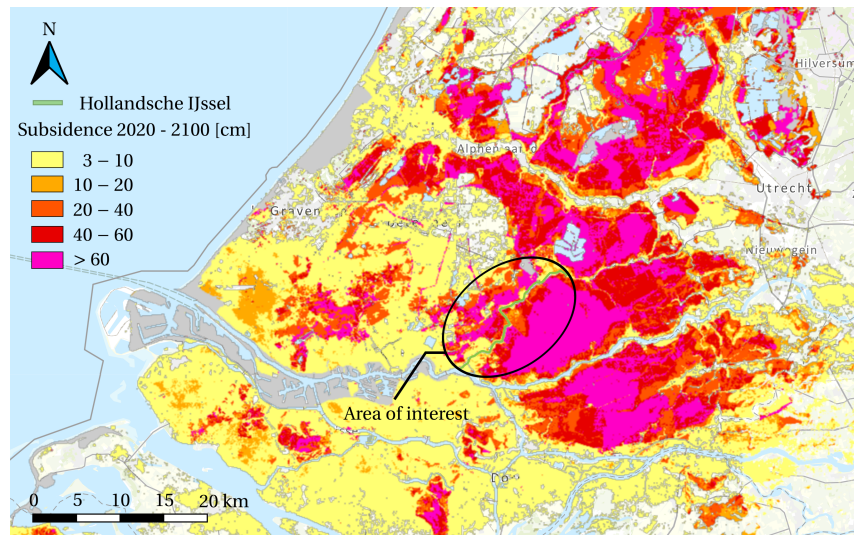 N
Hollandsche IJssel
Subsidence 2020 - 2100 [cm]
3 – 10
10 – 20
20 – 40
40 – 60
> 60
Hilversum
Utrecht
Nieuwegein
Graven
Area of interest
0 5 10 15 20 km